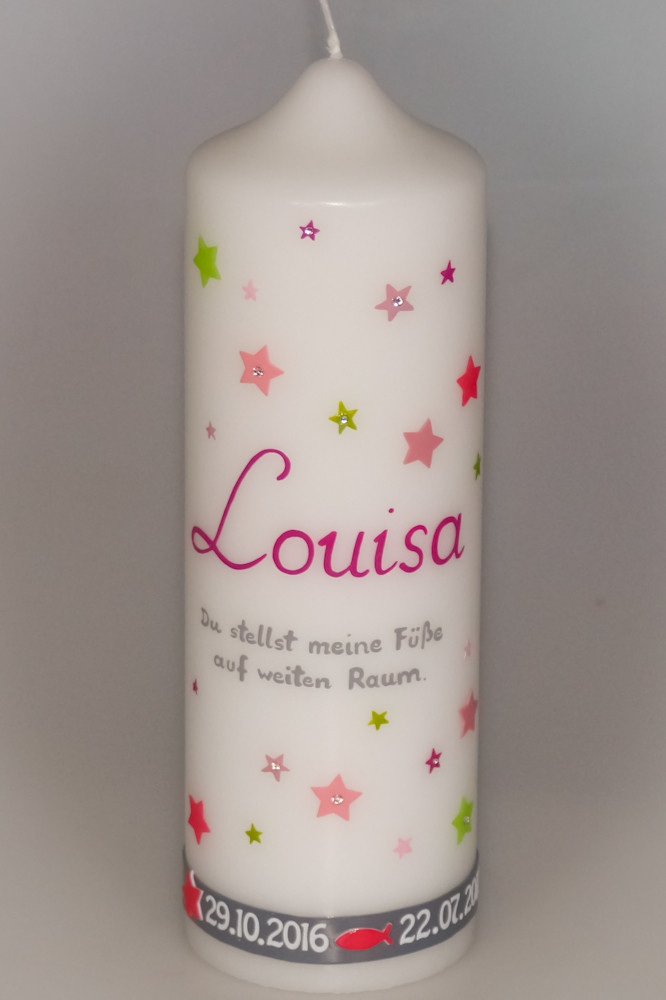 Louisa
Du stellst meine Füße
auf weiten Raum.
29.10.2016 22.07.20